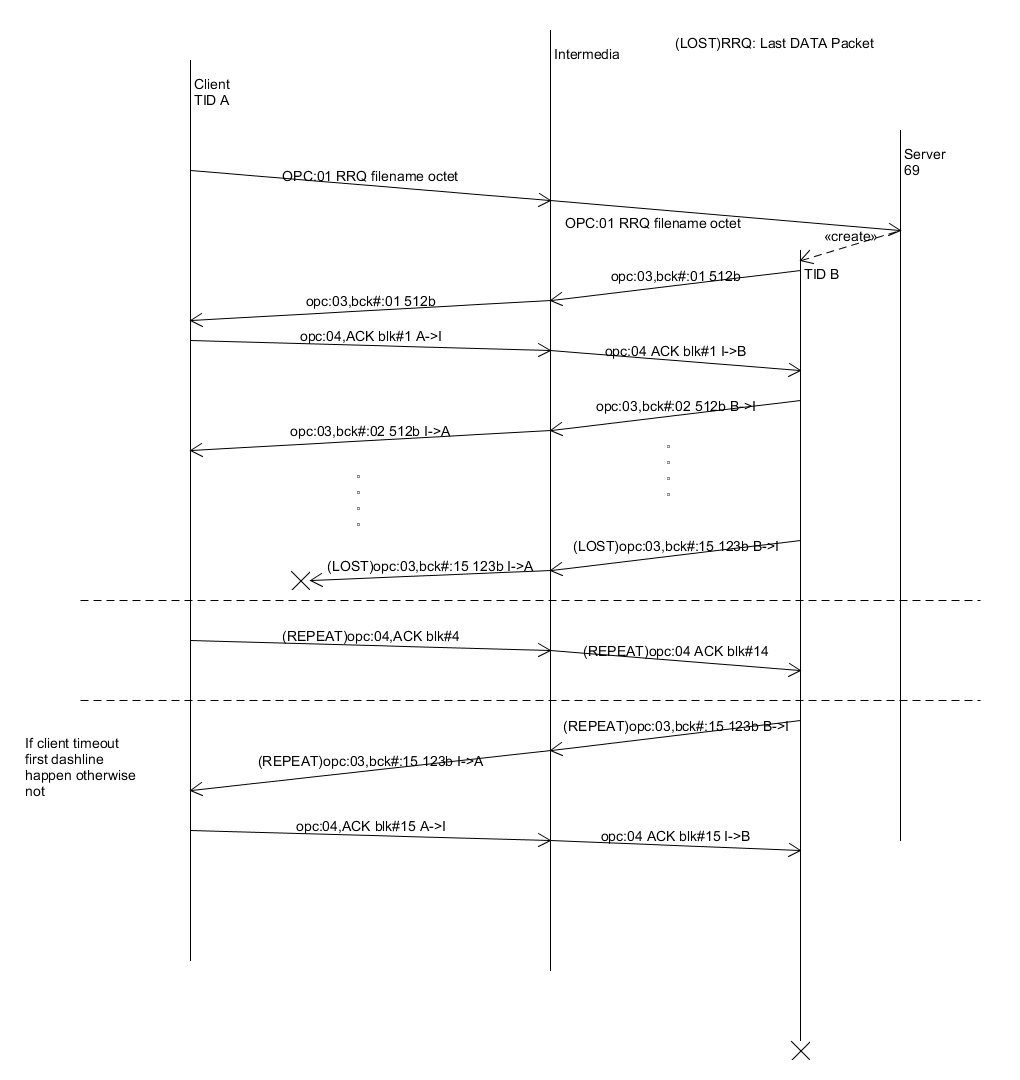 (LOST)RRQ: Last DATA Packet
Intermedia
Client
TID A
Server
69
OPC:01 RRQ filename octet
OPC:01 RRQ filename octet
«create»
TID B
opc:03,bck#:01 512b
opc:03,bck#:01 512b
opc:04,ACK blk#1 A->I
opc:04 ACK blk#1 I->B
opc:03,bck#:02 512b B->I
opc:03,bck#:02 512b I->A
(LOST)opc:03,bck#:15 123b B->I
(LOST)opc:03,bck#:15 123b I->A
(REPEAT)opc:04,ACK blk#4
(REPEAT)opc:04 ACK blk#14
(REPEAT)opc:03,bck#:15 123b B->I
If client timeout
first dashline
happen otherwise
not
(REPEAT)opc:03,bck#:15 123b I->A
opc:04,ACK blk#15 A->I
opc:04 ACK blk#15 I->B